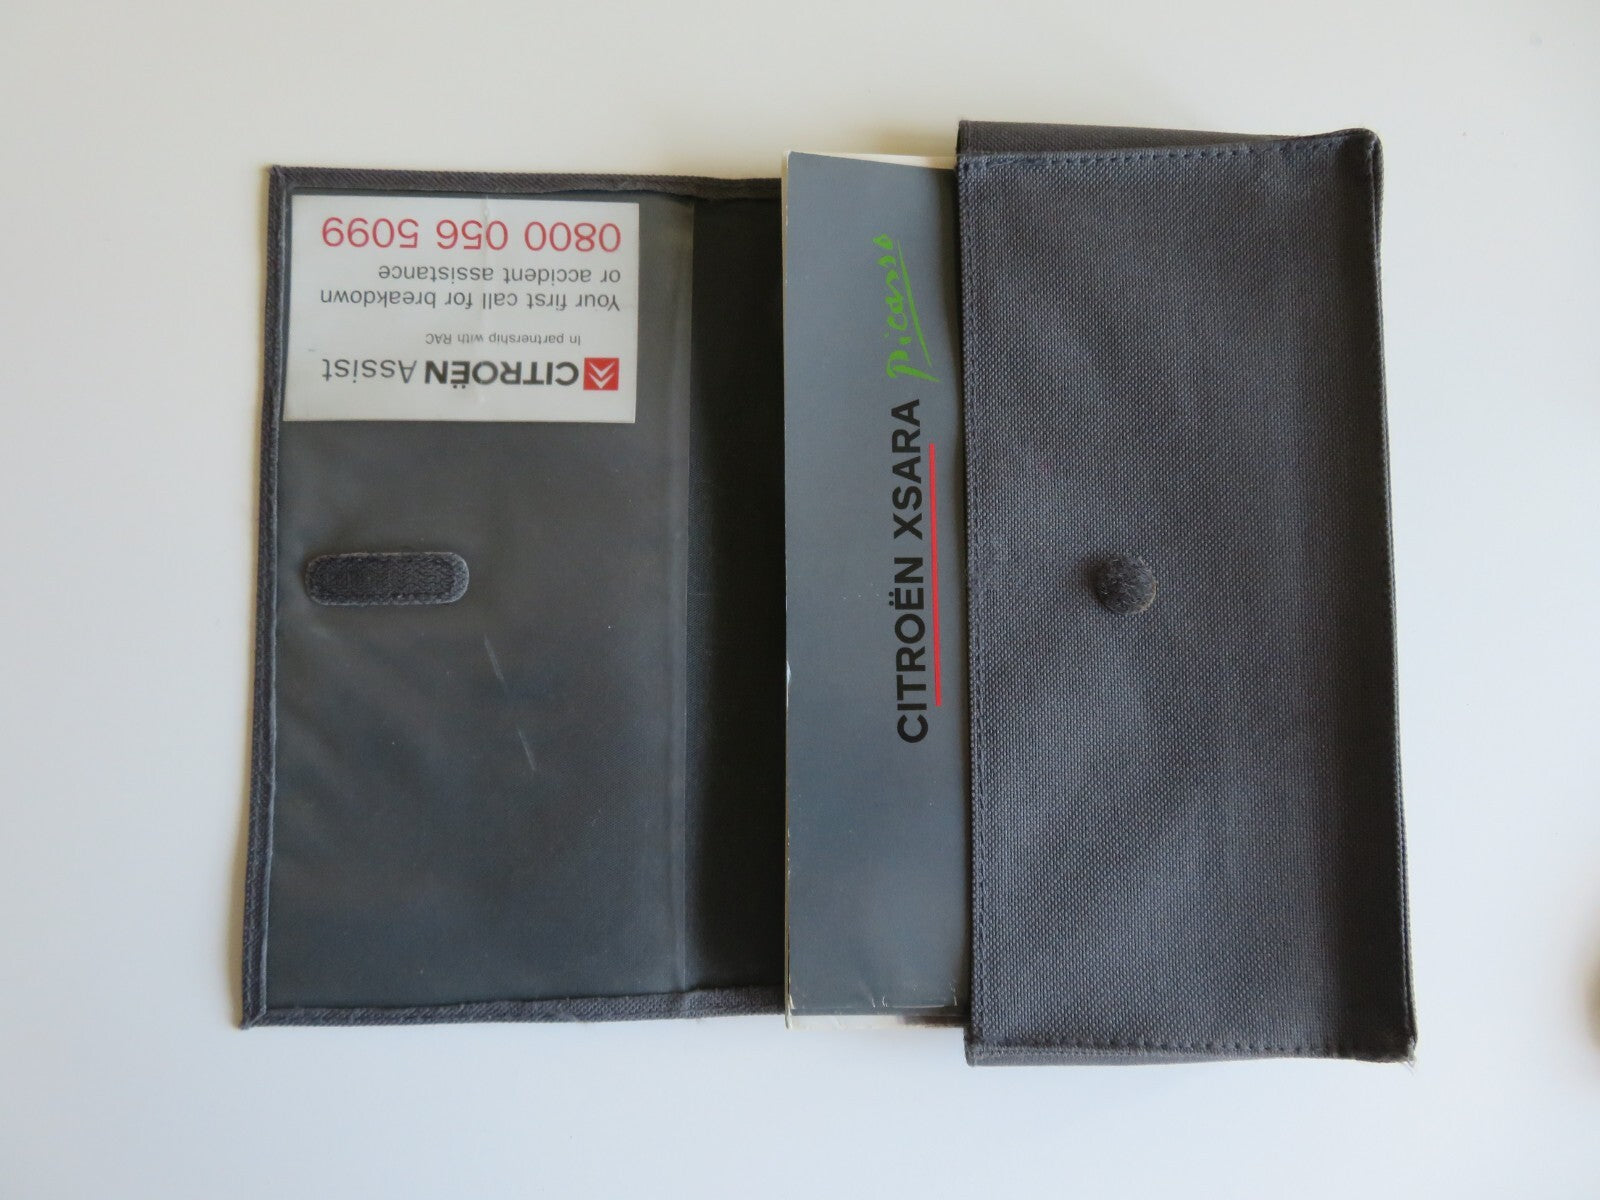 CITROËN Assist
In partnership with RAC
Your first call for breakdown
or accident assistance
0800 056 5099
CITROËN XSARA Picasso